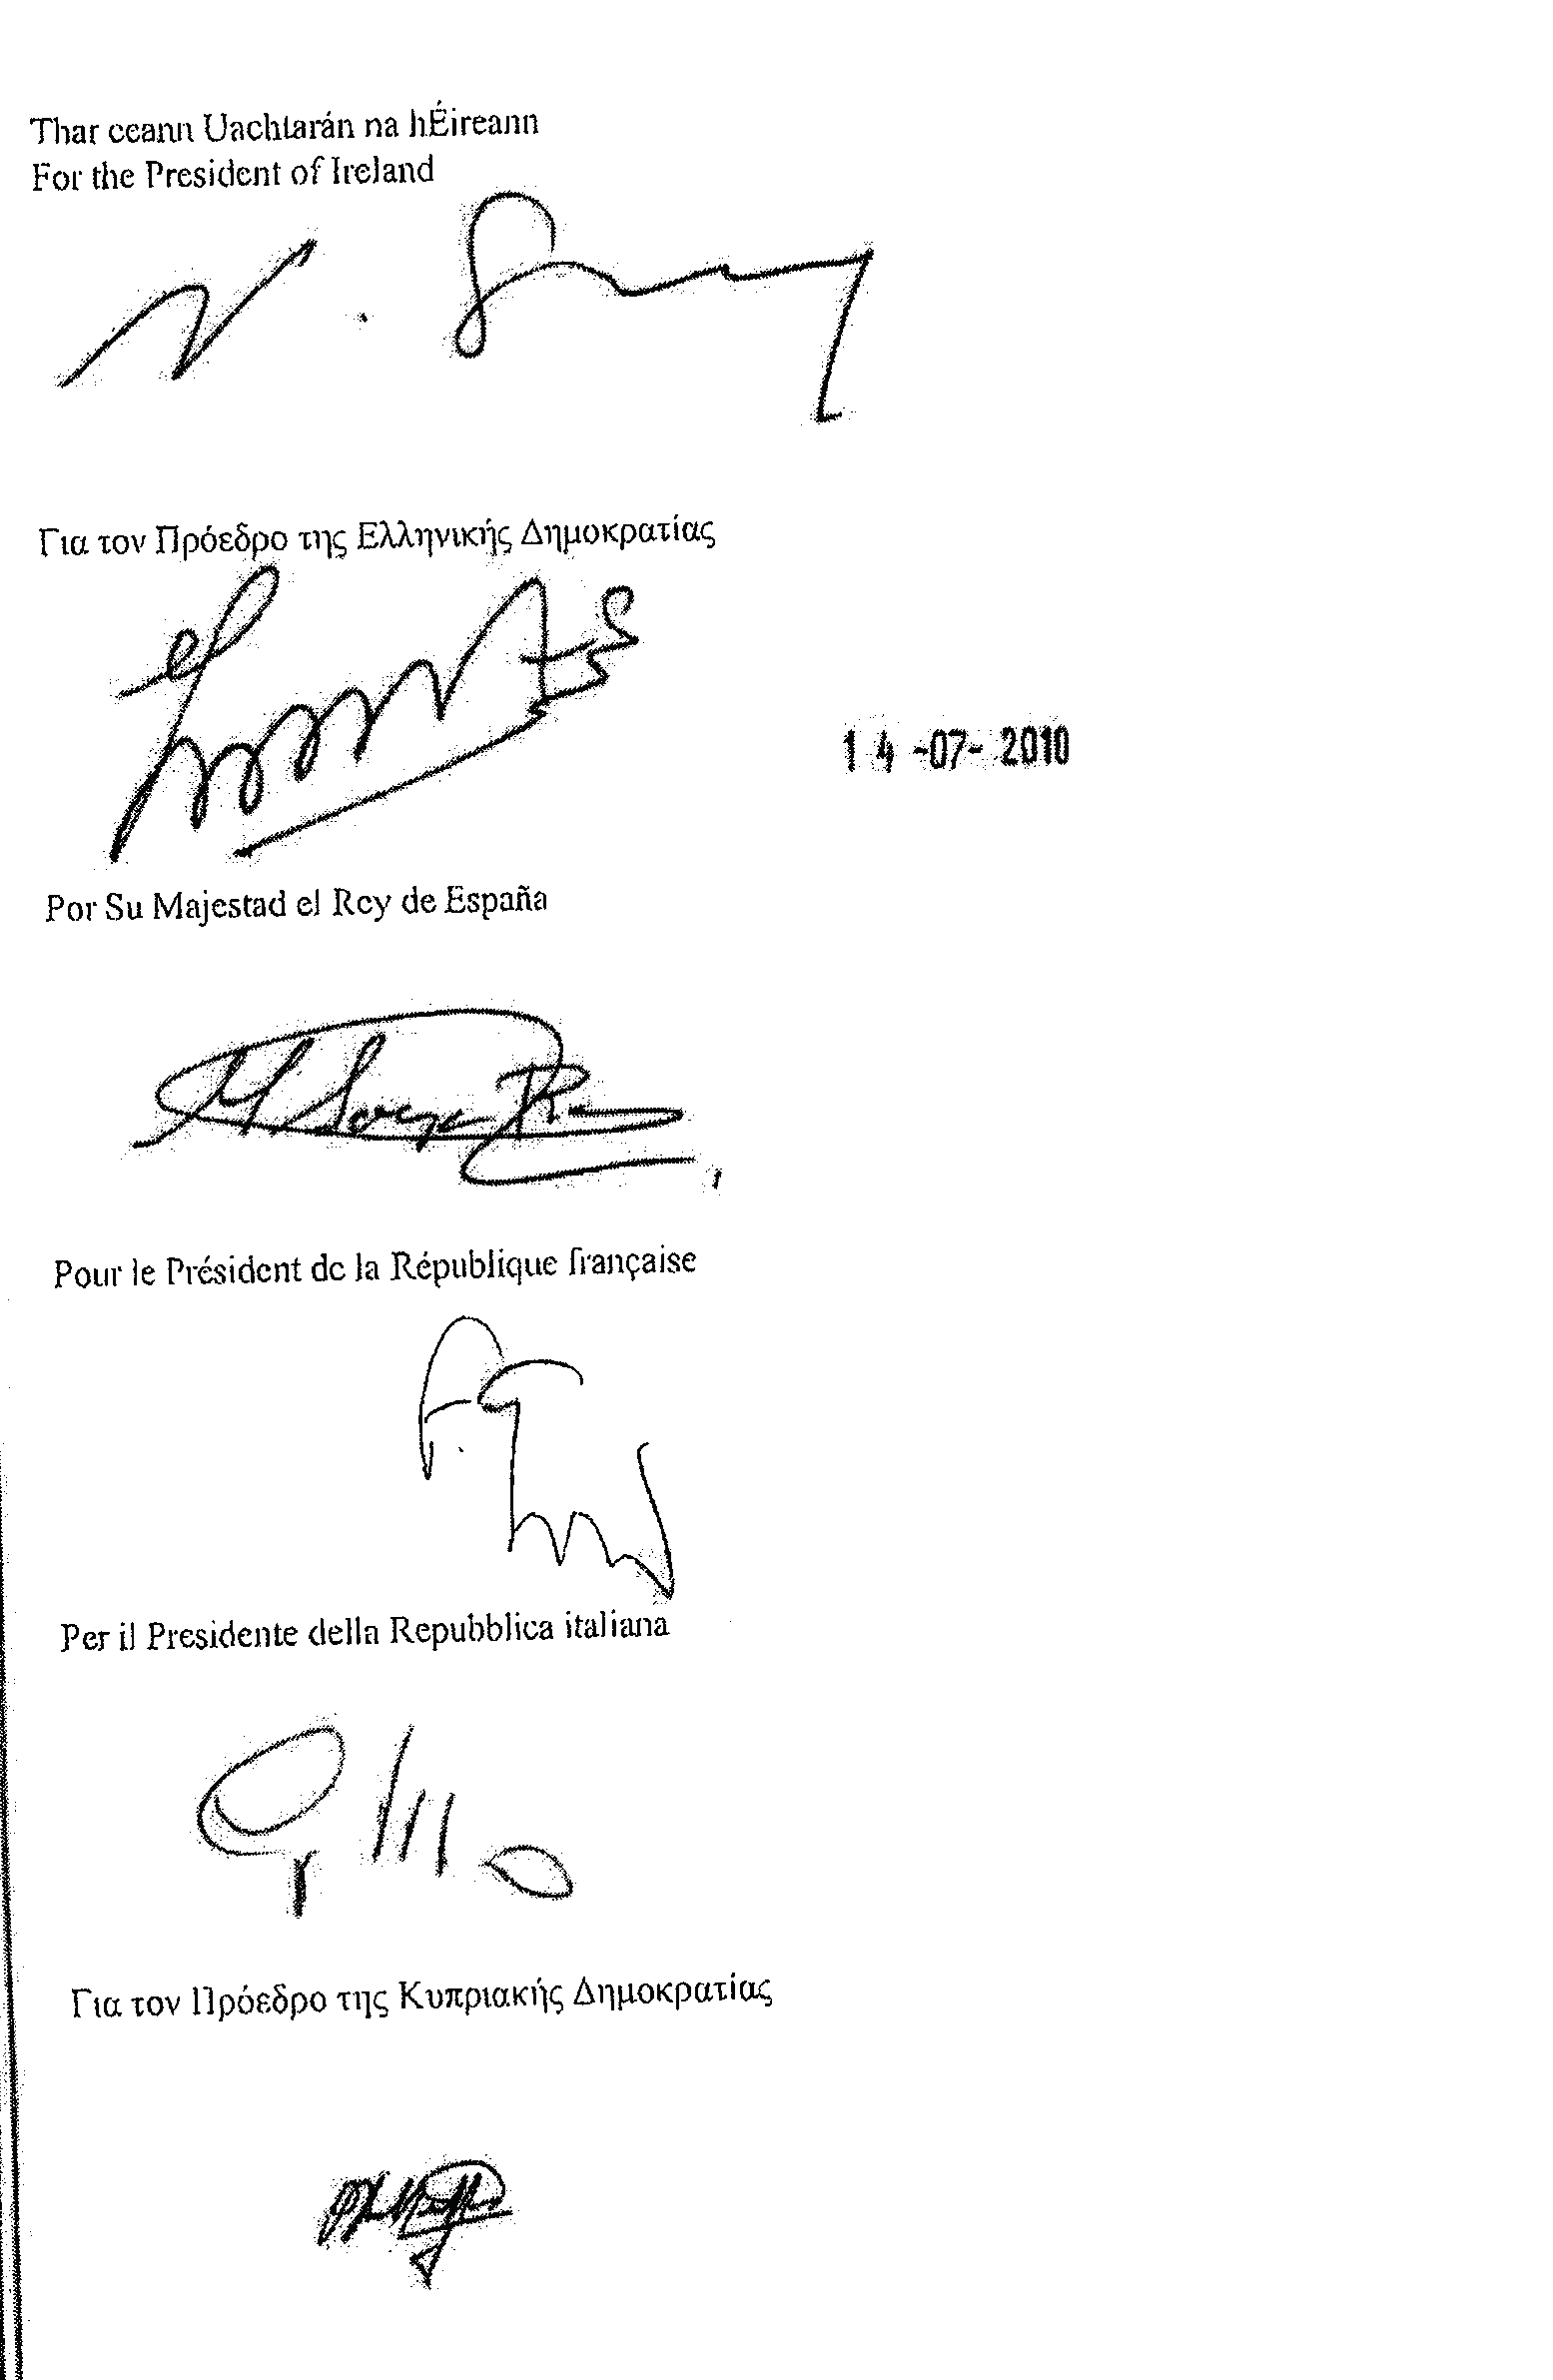 Thar ceann Uachtarán na hÉireann
For the President of Ireland
Για τον Πρόεδρο της Ελληνικής Δημοκρατίας
14 -07- 2010
Por Su Majestad el Rey de España
Pour le Président de la République française
Per il Presidente della Repubblica italiana
Για τον Πρόεδρο της Κυπριακής Δημοκρατίας